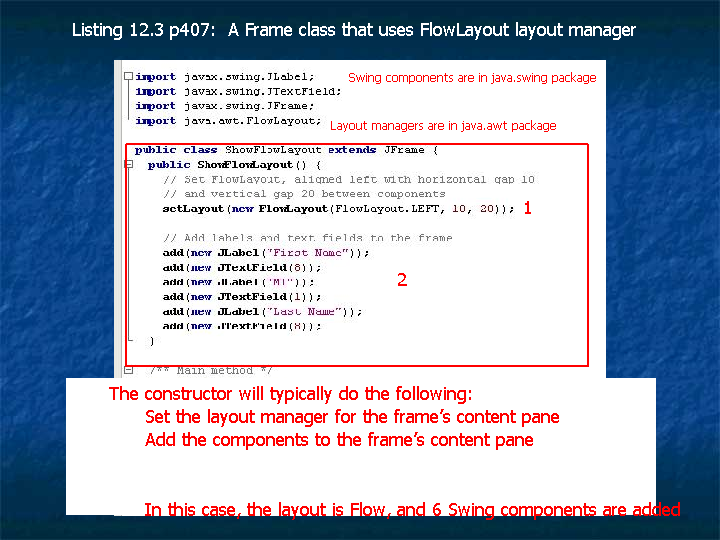 Listing 12.3 p407:  A Frame class that uses FlowLayout layout manager
import javax.swing.JLabel;
Swing components are in java.swing package
import javax.swing.JTextField;
import javax.swing.JFrame;
import java.awt.FlowLayout;
Layout managers are in java.awt package
public class ShowFlowLayout extends JFrame {
public ShowFlowLayout() {
// Set FlowLayout, aligned left with horizontal gap 10
// and vertical gap 20 between components
setLayout(new FlowLayout(FlowLayout.LEFT, 10, 20));
1
// Add labels and text fields to the frame
add(new JLabel("First Name"));
add(new JTextField(8));
add(new JLabel("MI"));
2
add(new JTextField(1));
add(new JLabel("Last Name"));
add(new JTextField(8));
}
/** Main method */
The constructor will typically do the following:
Set the layout manager for the frame’s content pane
Add the components to the frame’s content pane
In this case, the layout is Flow, and 6 Swing components are added